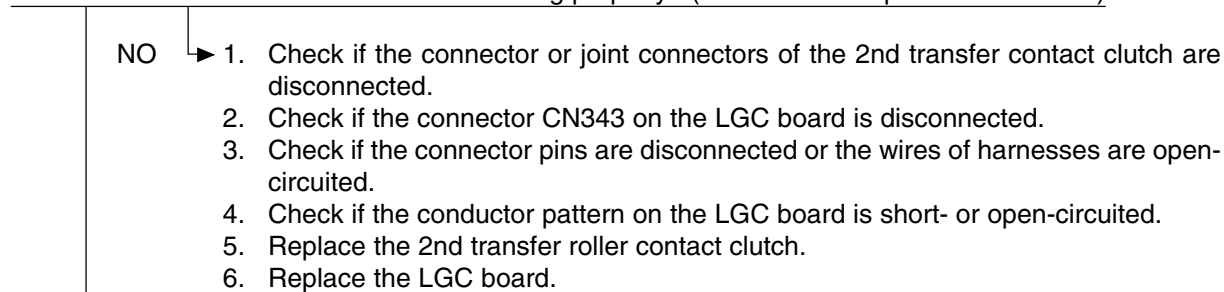 NO 1. Check if the connector or joint connectors of the 2nd transfer contact clutch are
disconnected.
2. Check if the connector CN343 on the LGC board is disconnected.
3. Check if the connector pins are disconnected or the wires of harnesses are open-
circuited.
4. Check if the conductor pattern on the LGC board is short- or open-circuited.
5. Replace the 2nd transfer roller contact clutch.
6. Replace the LGC board.